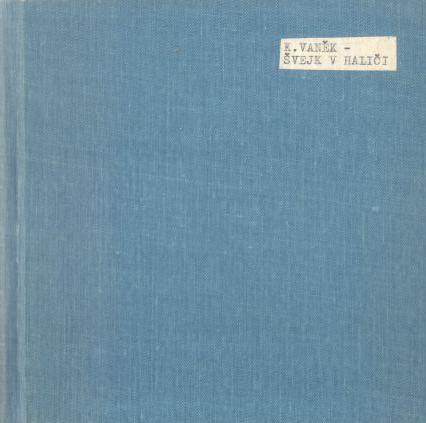 K.VANĚK -
ŠVEJK V HALIČI